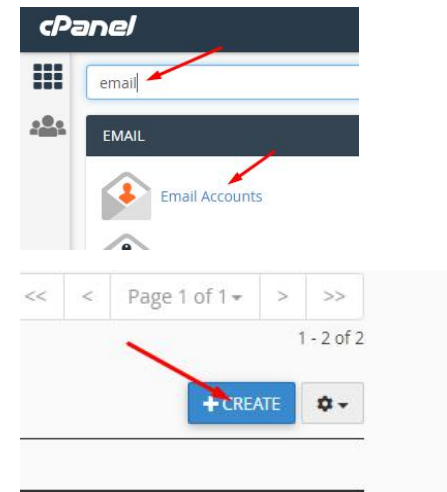 cPanel
email
EMAIL
Email Accounts
<< < Page 1 of 1 > >>
1 - 2 of 2
+ CREATE